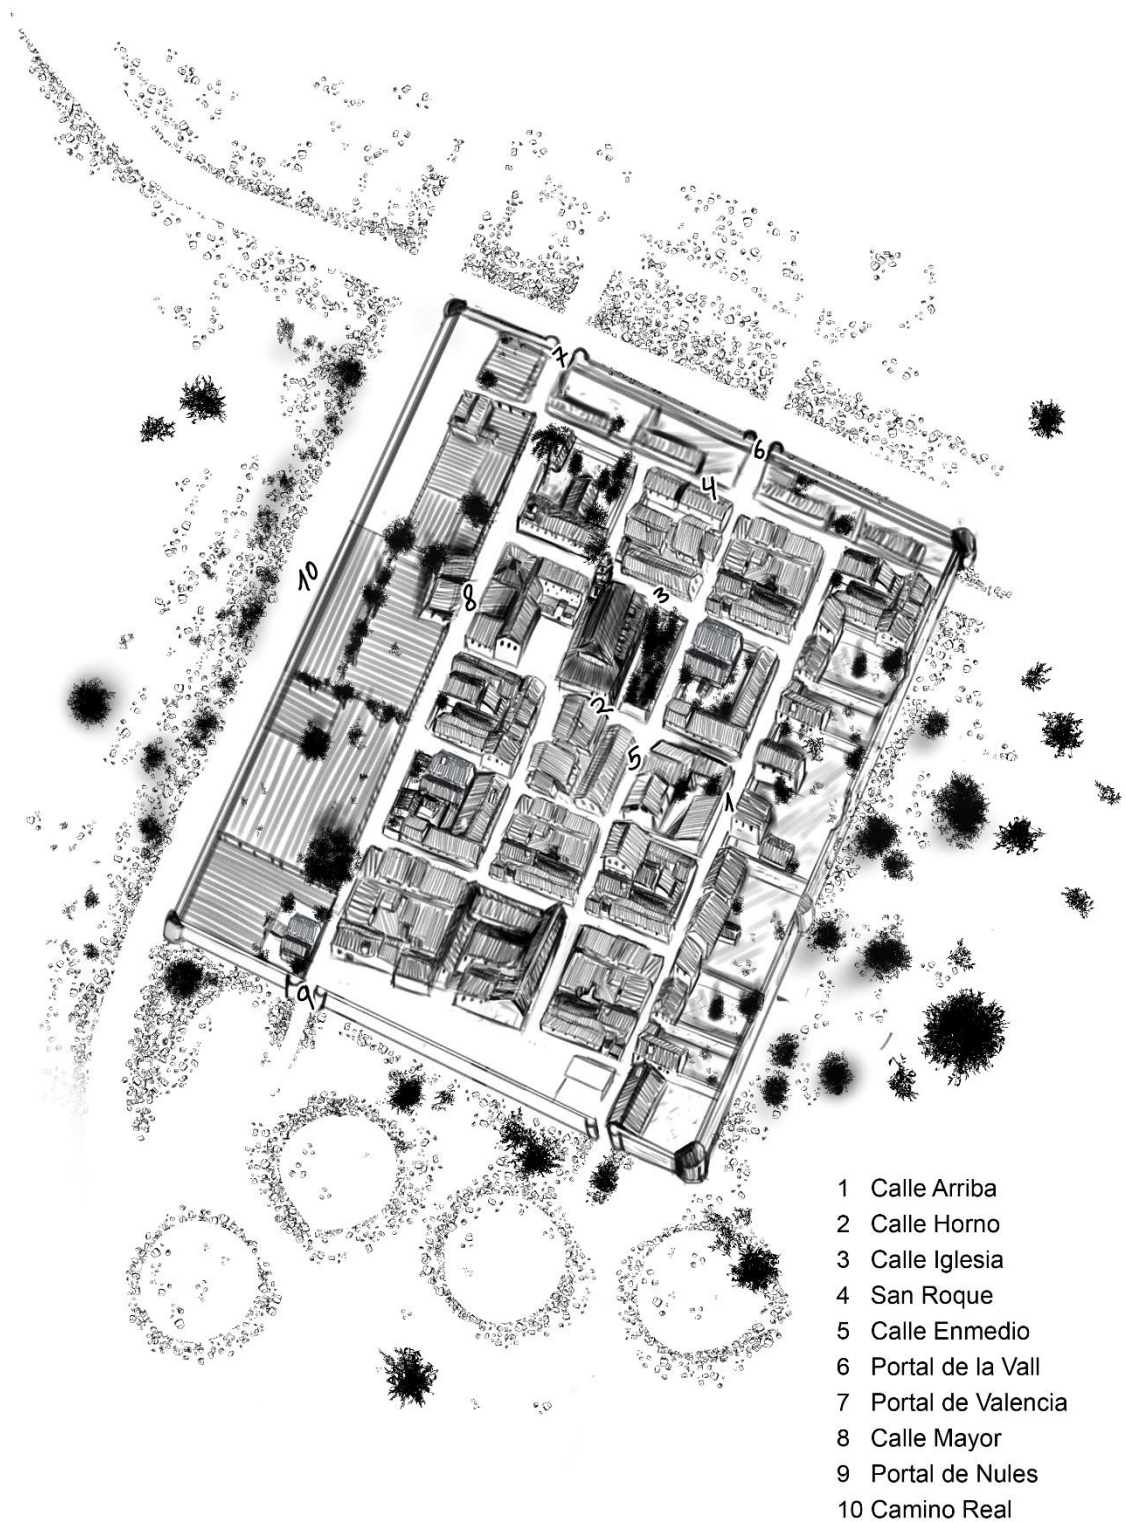 7
6
4
10
8
3
2
5
1
9
1 Calle Arriba
2 Calle Horno
3 Calle Iglesia
4 San Roque
5 Calle Enmedio
6 Portal de la Vall
7 Portal de Valencia
8 Calle Mayor
9 Portal de Nules
10 Camino Real